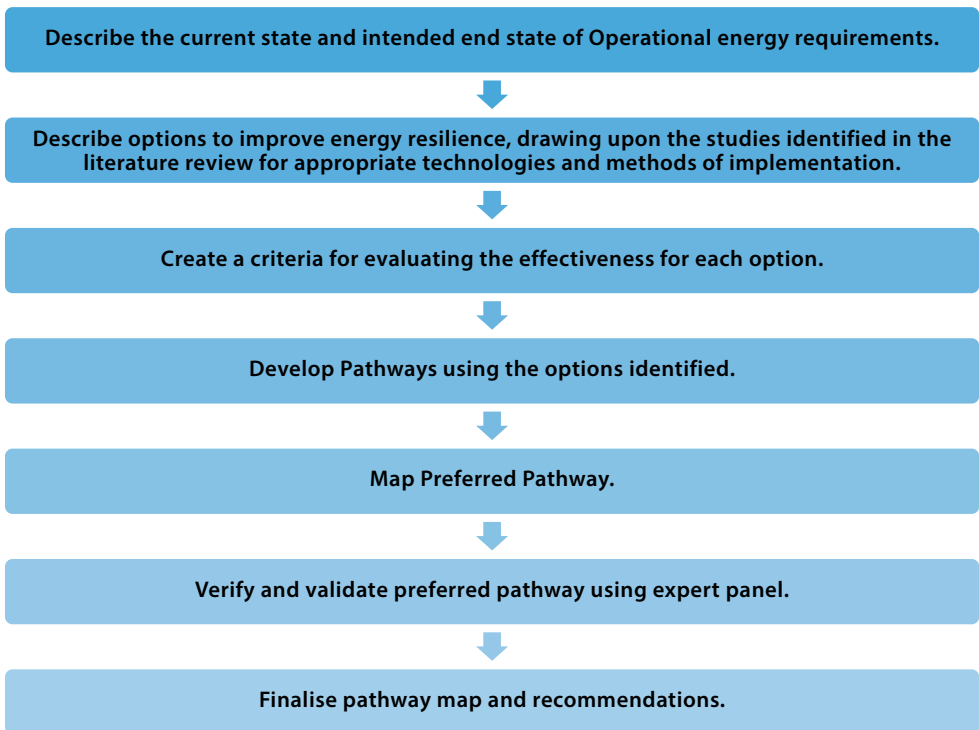 Describe the current state and intended end state of Operational energy requirements.
Describe options to improve energy resilience, drawing upon the studies identified in the
literature review for appropriate technologies and methods of implementation.
Create a criteria for evaluating the effectiveness for each option.
Develop Pathways using the options identified.
Map Preferred Pathway.
Verify and validate preferred pathway using expert panel.
Finalise pathway map and recommendations.